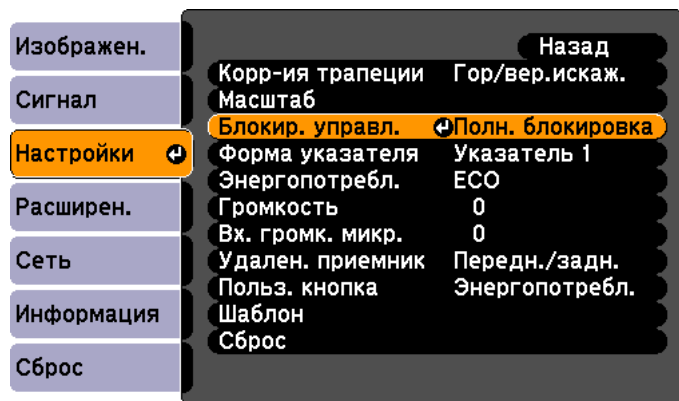 Изображен.
Сигнал
Настройки
Расширен.
Сеть
Информация
Сброс
Назад
Корр-ия трапеции Гор/вер.искаж.
Масштаб
Блокир. управл. Полн. блокировка
Форма указателя Указатель 1
Энергопотребл. ECO
Громкость 0
Вх. громк. микр. 0
Удален. приемник Передн./задн.
Польз. кнопка Энергопотребл.
Шаблон
Сброс